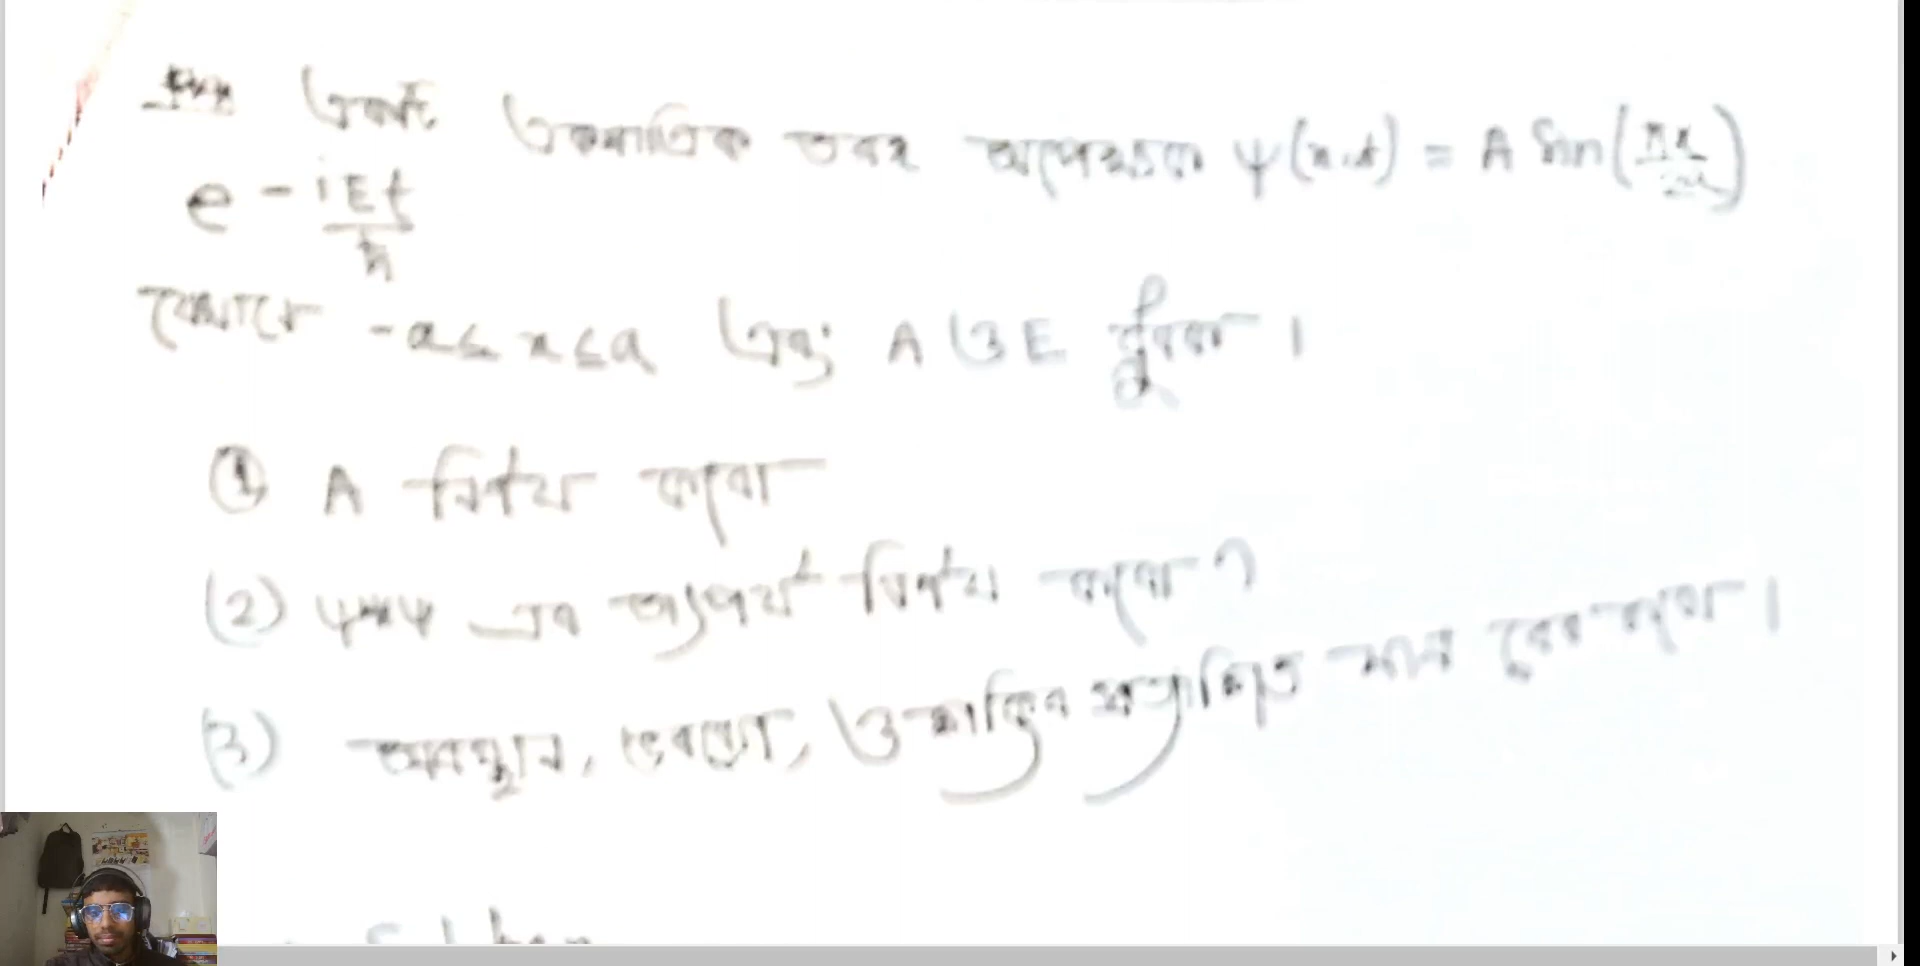 একটি একমাত্রিক তরঙ্গ অপেক্ষক ψ(x,t) = A Sin(πx/2a)
e - iEt/ħ
যেখানে -a ≤ x ≤ a এবং A ও E ধ্রুবক ।
① A নির্ণয় করো
(2) ψ*ψ এর তাৎপর্য নির্ণয় করো ?
(3) অবস্থান, ভরবেগ, ও শক্তির প্রত্যাশিত মান বের করো ।